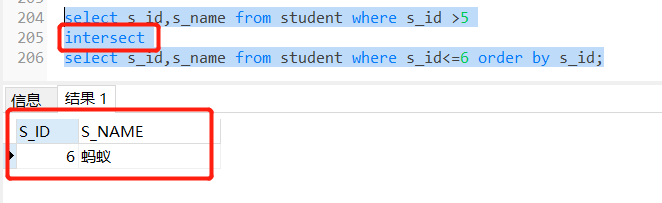 204 select s_id,s_name from student where s_id >5
205 intersect
206 select s_id,s_name from student where s_id<=6 order by s_id;
信息 结果 1
S_ID S_NAME
6 蚂蚁